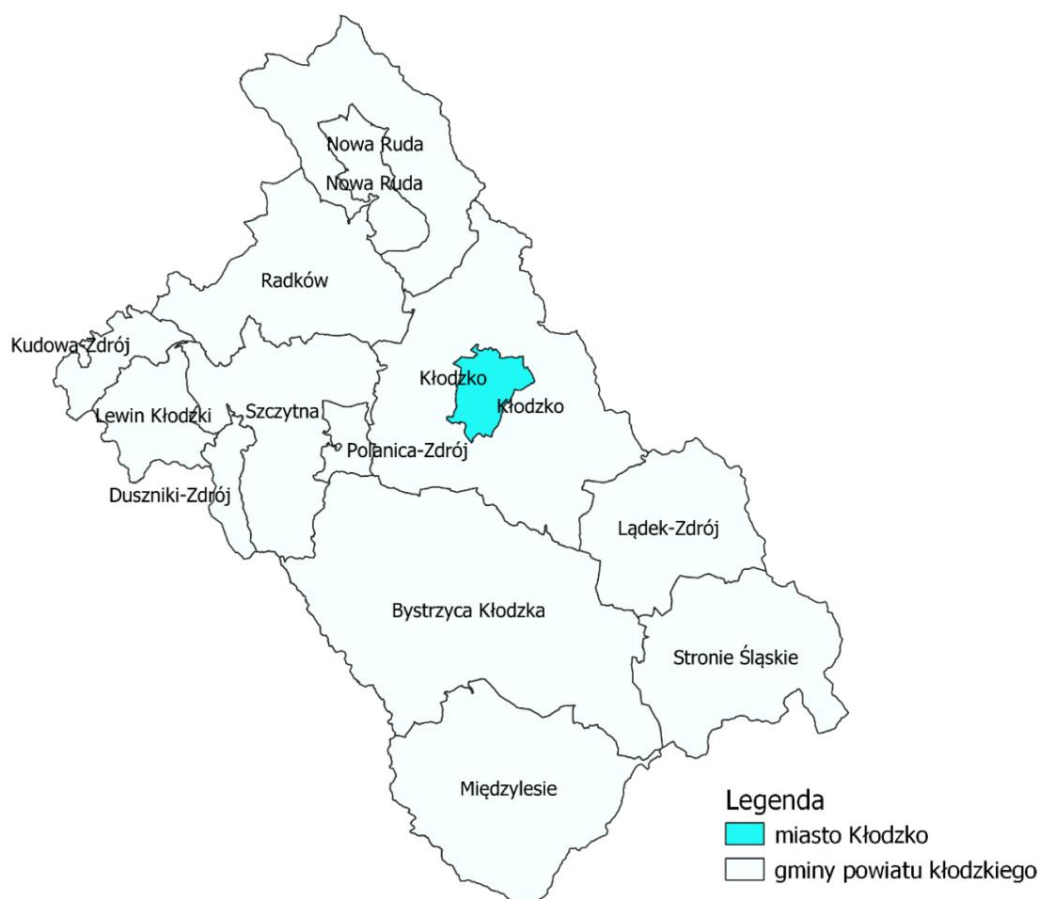 Nowa Ruda
Nowa Ruda
Radków
Kudowa-Zdrój
Kłodzko
Kłodzko
Lewin Kłodzki
Szczytna
Polanica-Zdrój
Duszniki-Zdrój
Lądek-Zdrój
Bystrzyca Kłodzka
Stronie Śląskie
Międzylesie
Legenda
miasto Kłodzko
gminy powiatu kłodzkiego